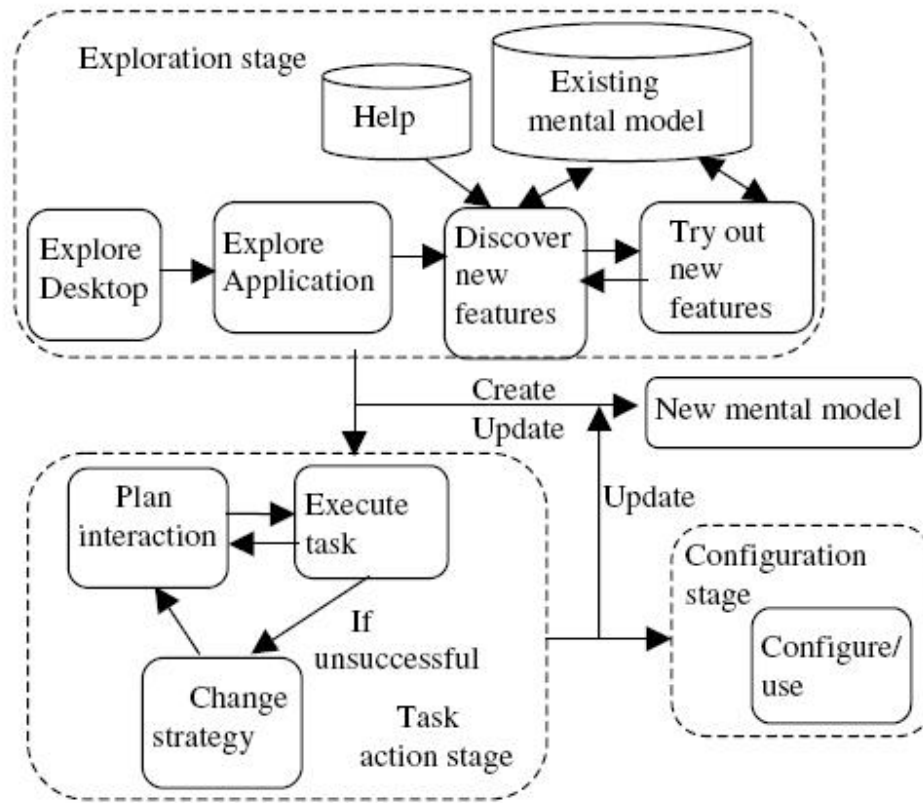 Exploration stage
Help
Existing
mental model
Explore
Desktop
Explore
Application
Discover
new
features
Try out
new
features
Create
Update
New mental model
Plan
interaction
Execute
task
If
unsuccessful
Change
strategy
Task
action stage
Update
Configuration
stage
Configure/
use